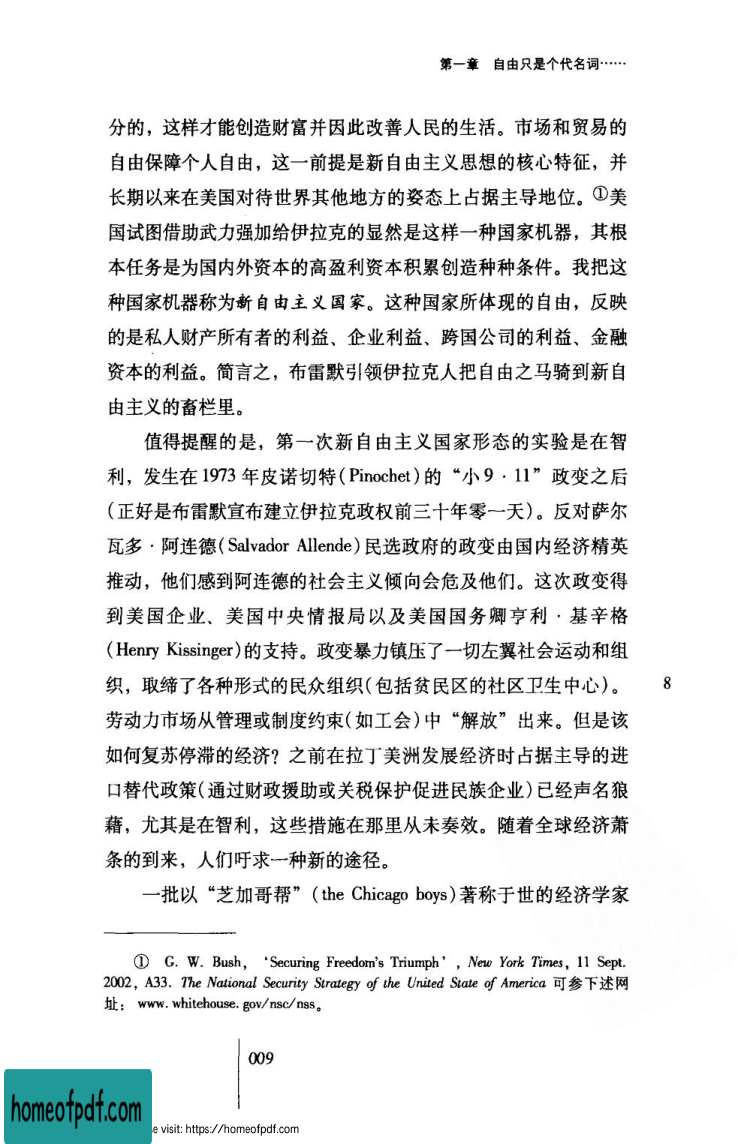 第一章 自由只是个代名词……
分的，这样才能创造财富并因此改善人民的生活。市场和贸易的
自由保障个人自由，这一前提是新自由主义思想的核心特征，并
长期以来在美国对待世界其他地方的姿态上占据主导地位。①美
国试图借助武力强加给伊拉克的显然是这样一种国家机器，其根
本任务是为国内外资本的高盈利资本积累创造种种条件。我把这
种国家机器称为新自由主义国家。这种国家所体现的自由，反映
的是私人财产所有者的利益、企业利益、跨国公司的利益、金融
资本的利益。简言之，布雷默引领伊拉克人把自由之马骑到新自
由主义的畜栏里。
值得提醒的是，第一次新自由主义国家形态的实验是在智
利，发生在1973年皮诺切特(Pinochet)的“小9·11”政变之后
(正好是布雷默宣布建立伊拉克政权前三十年零一天)。反对萨尔
瓦多·阿连德(Salvador Allende)民选政府的政变由国内经济精英
推动，他们感到阿连德的社会主义倾向会危及他们。这次政变得
到美国企业、美国中央情报局以及美国国务卿亨利·基辛格
(Henry Kissinger)的支持。政变暴力镇压了一切左翼社会运动和组
织，取缔了各种形式的民众组织(包括贫民区的社区卫生中心)。 8
劳动力市场从管理或制度约束(如工会)中“解放”出来。但是该
如何复苏停滞的经济？之前在拉丁美洲发展经济时占据主导的进
口替代政策(通过财政援助或关税保护促进民族企业)已经声名狼
藉，尤其是在智利，这些措施在那里从未奏效。随着全球经济萧
条的到来，人们吁求一种新的途径。
一批以“芝加哥帮”(the Chicago boys)著称于世的经济学家
① G. W. Bush, ‘Securing Freedom's Triumph’, New York Times, 11 Sept.
2002, A33. The National Security Strategy of the United State of America 可参下述网
址：www.whitehouse.gov/nsc/nss。
009
homeofpdf.com
e visit: https://homeofpdf.com